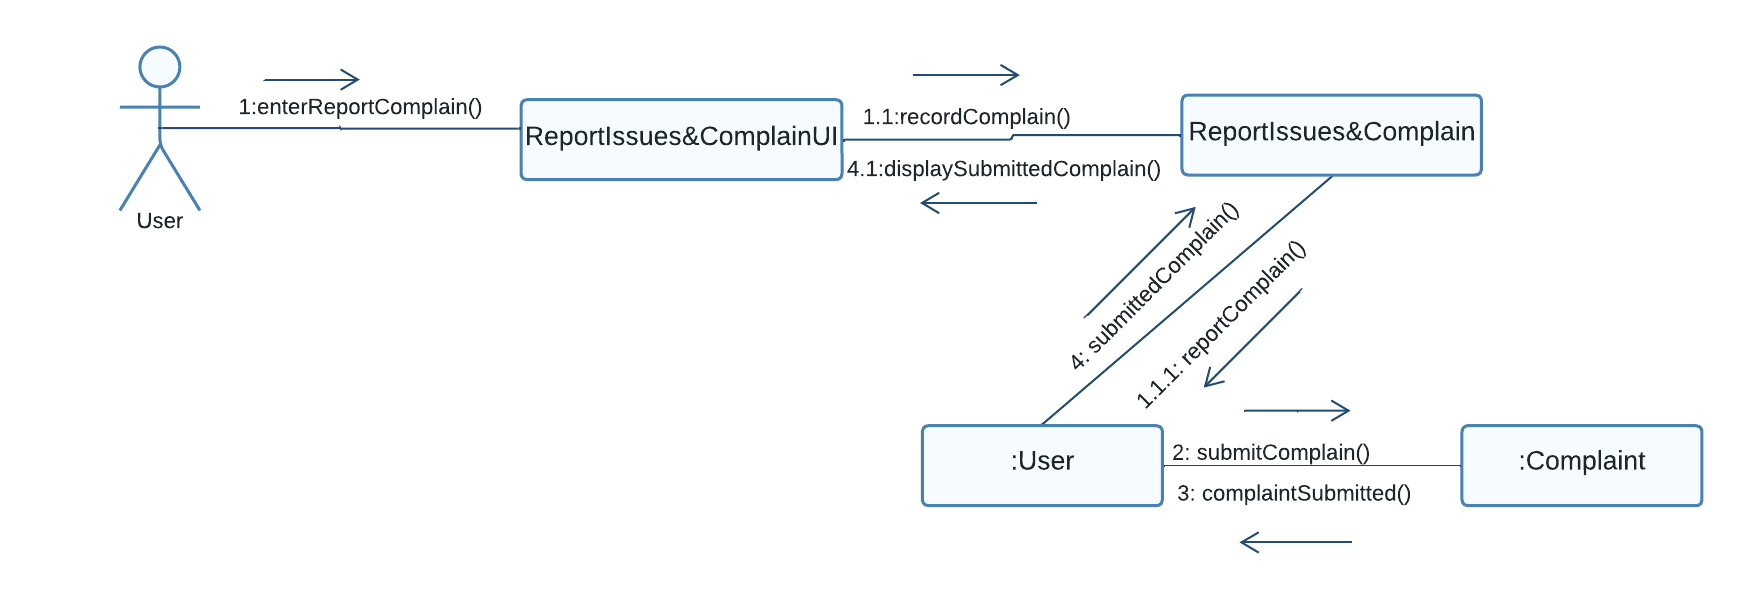 1:enterReportComplain()
User
ReportIssues&ComplainUI
1.1:recordComplain()
4.1:displaySubmittedComplain()
ReportIssues&Complain
4: submittedComplain()
1.1.1: reportComplain()
:User
2: submitComplain()
3: complaintSubmitted()
:Complaint